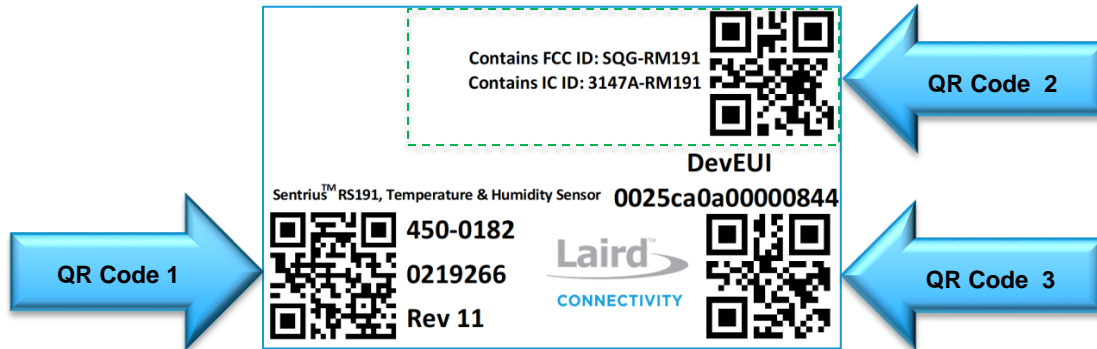 Contains FCC ID: SQG-RM191
Contains IC ID: 3147A-RM191
QR Code 2
DevEUI
Sentrius™ RS191, Temperature & Humidity Sensor 0025ca0a00000844
450-0182
QR Code 1
0219266
Laird™
CONNECTIVITY
QR Code 3
Rev 11